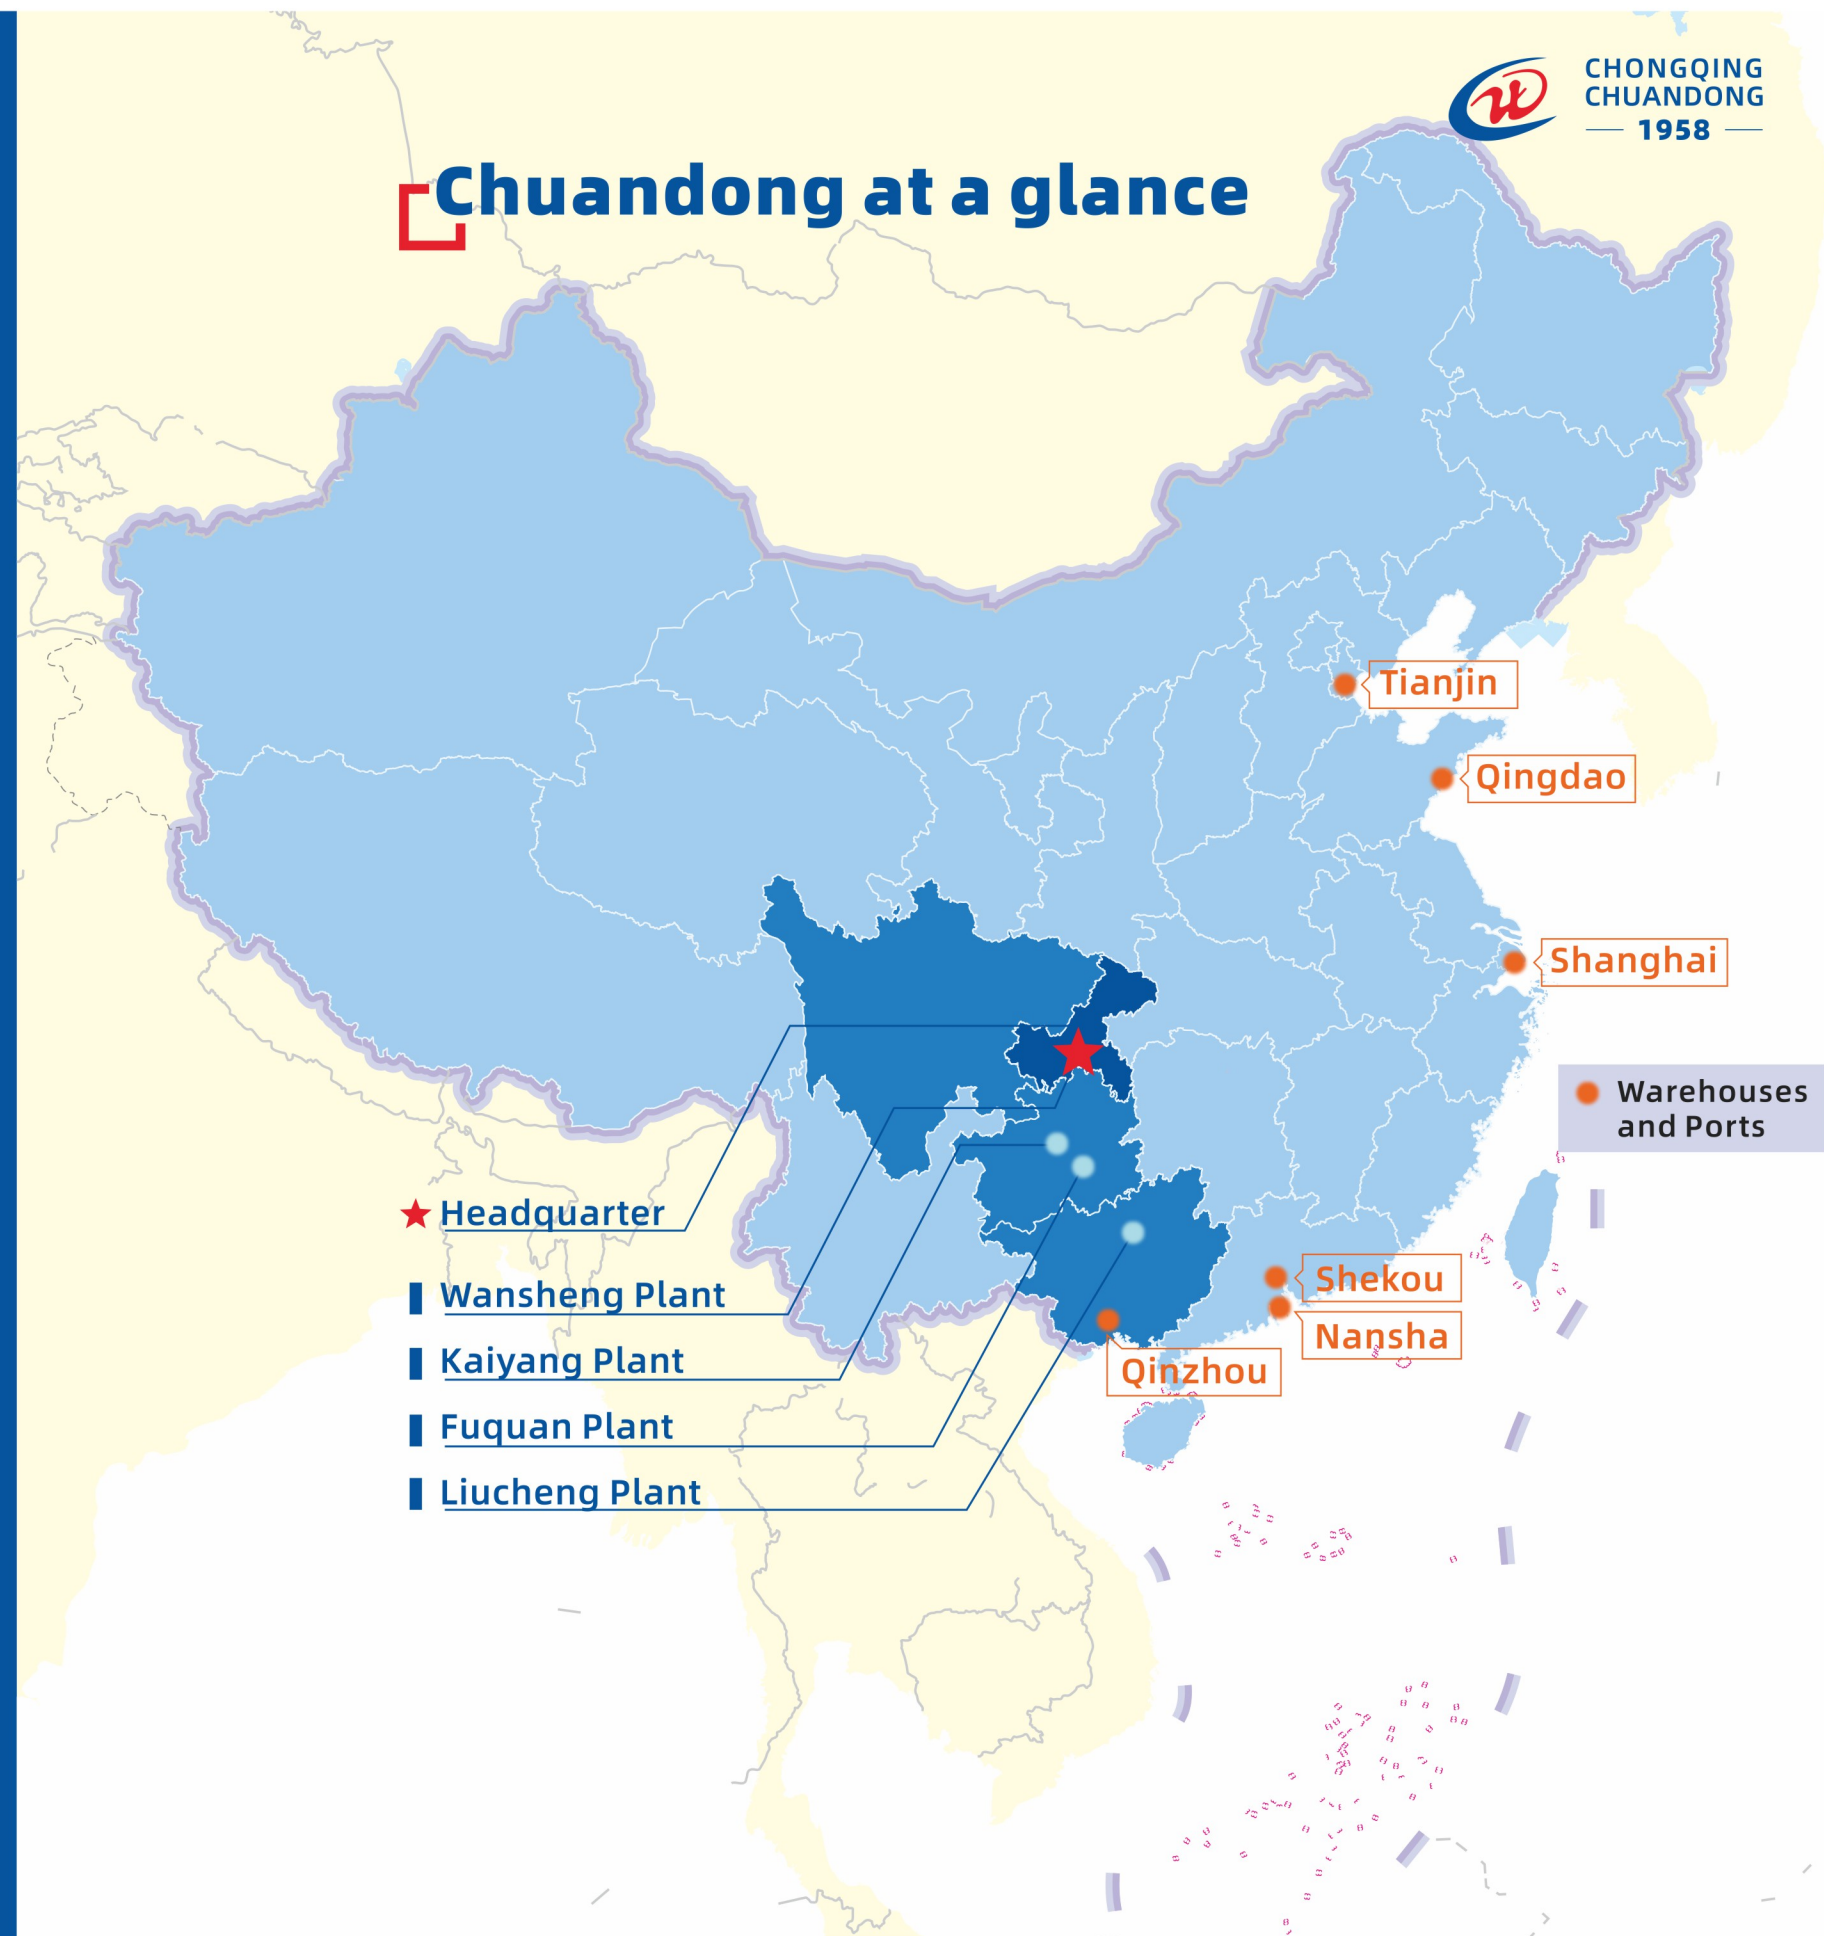 CHONGQING
CHUANDONG
1958
Chuandong at a glance
Tianjin
Qingdao
Shanghai
Warehouses
and Ports
Headquarter
Wansheng Plant
Kaiyang Plant
Fuquan Plant
Liucheng Plant
Shekou
Nansha
Qinzhou